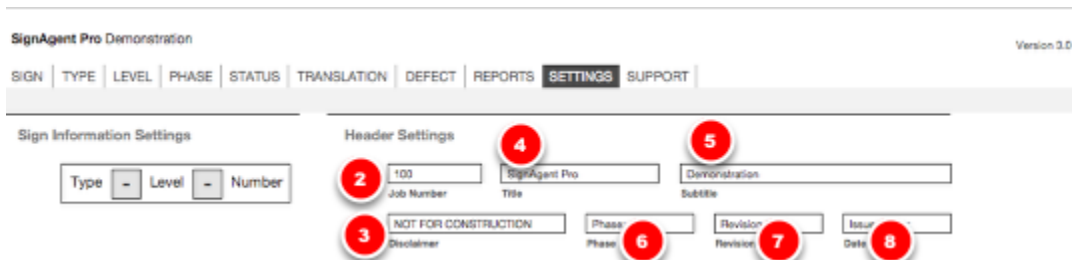 SignAgent Pro Demonstration
Version 3.0
SIGN TYPE LEVEL PHASE STATUS TRANSLATION DEFECT REPORTS SETTINGS SUPPORT
Sign Information Settings
Header Settings
4
5
Type - Level - Number
2
100
SignAgent Pro
Demonstration
Job Number
Title
Subtitle
3
NOT FOR CONSTRUCTION
Phase
Revision
Issu
Disclaimer
Phase
6
Revision
7
Date
8